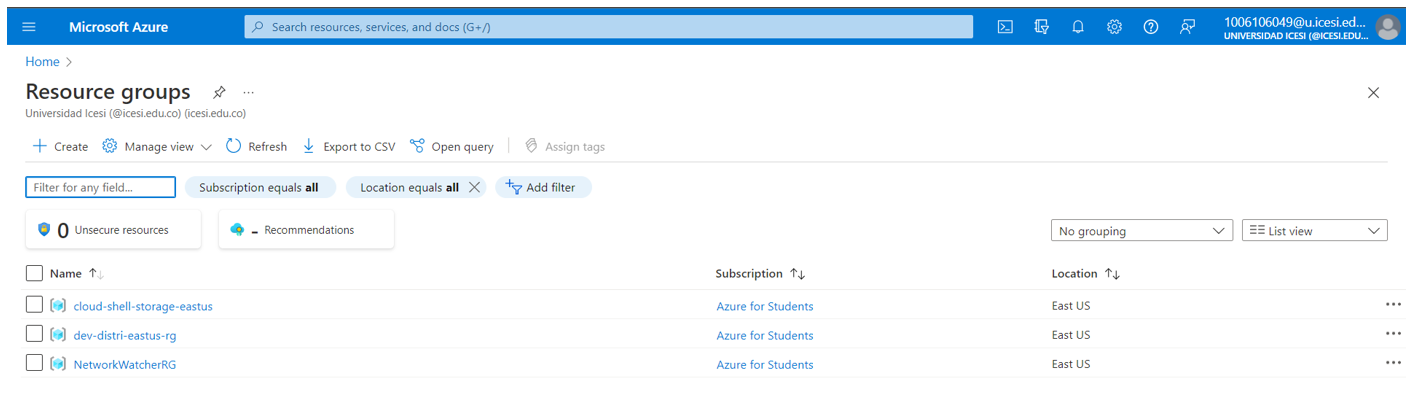 Microsoft Azure
Search resources, services, and docs (G+/)
1006106049@u.icesi.ed...
UNIVERSIDAD ICESI (@ICESI.EDU...
Home
Resource groups
...
Universidad Icesi (@icesi.edu.co) (icesi.edu.co)
Create Manage view Refresh Export to CSV Open query Assign tags
Filter for any field... Subscription equals all Location equals all Add filter
0 Unsecure resources - Recommendations No grouping List view
Name Subscription Location
cloud-shell-storage-eastus Azure for Students East US
dev-distri-eastus-rg Azure for Students East US
NetworkWatcherRG Azure for Students East US